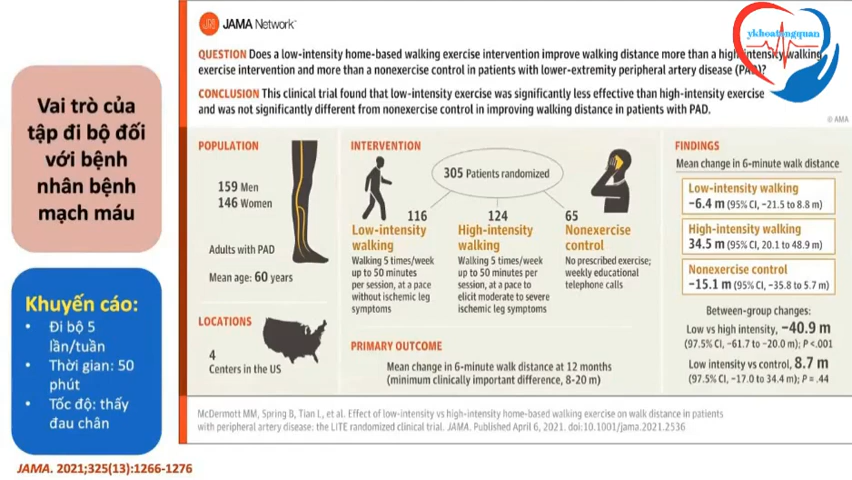 Vai trò của
tập đi bộ đối
với bệnh
nhân bệnh
mạch máu
Khuyến cáo:
• Đi bộ 5
lần/tuần
• Thời gian: 50
phút
• Tốc độ: thấy
đau chân
JAMA. 2021;325(13):1266-1276
JAMA Network™
ykhoatongquan
QUESTION Does a low-intensity home-based walking exercise intervention improve walking distance more than a high-intensity walking
exercise intervention and more than a nonexercise control in patients with lower-extremity peripheral artery disease (PAD)?
CONCLUSION This clinical trial found that low-intensity exercise was significantly less effective than high-intensity exercise
and was not significantly different from nonexercise control in improving walking distance in patients with PAD.
© AMA
POPULATION
159 Men
146 Women
Adults with PAD
Mean age: 60 years
LOCATIONS
4
Centers in the US
INTERVENTION
305 Patients randomized
116
Low-intensity
walking
Walking 5 times/week
up to 50 minutes
per session, at a pace
without ischemic leg
symptoms
124
High-intensity
walking
Walking 5 times/week
up to 50 minutes per
session, at a pace to
elicit moderate to severe
ischemic leg symptoms
65
Nonexercise
control
No prescribed exercise;
weekly educational
telephone calls
PRIMARY OUTCOME
Mean change in 6-minute walk distance at 12 months
(minimum clinically important difference, 8-20 m)
FINDINGS
Mean change in 6-minute walk distance
Low-intensity walking
−6.4 m (95% CI, −21.5 to 8.8 m)
High-intensity walking
34.5 m (95% CI, 20.1 to 48.9 m)
Nonexercise control
−15.1 m (95% CI, −35.8 to 5.7 m)
Between-group changes:
Low vs high intensity, −40.9 m
(97.5% CI, −61.7 to −20.0 m); P <.001
Low intensity vs control, 8.7 m
(97.5% CI, −17.0 to 34.4 m); P = .44
McDermott MM, Spring B, Tian L, et al. Effect of low-intensity vs high-intensity home-based walking exercise on walk distance in patients
with peripheral artery disease: the LITE randomized clinical trial. JAMA. Published April 6, 2021. doi:10.1001/jama.2021.2536